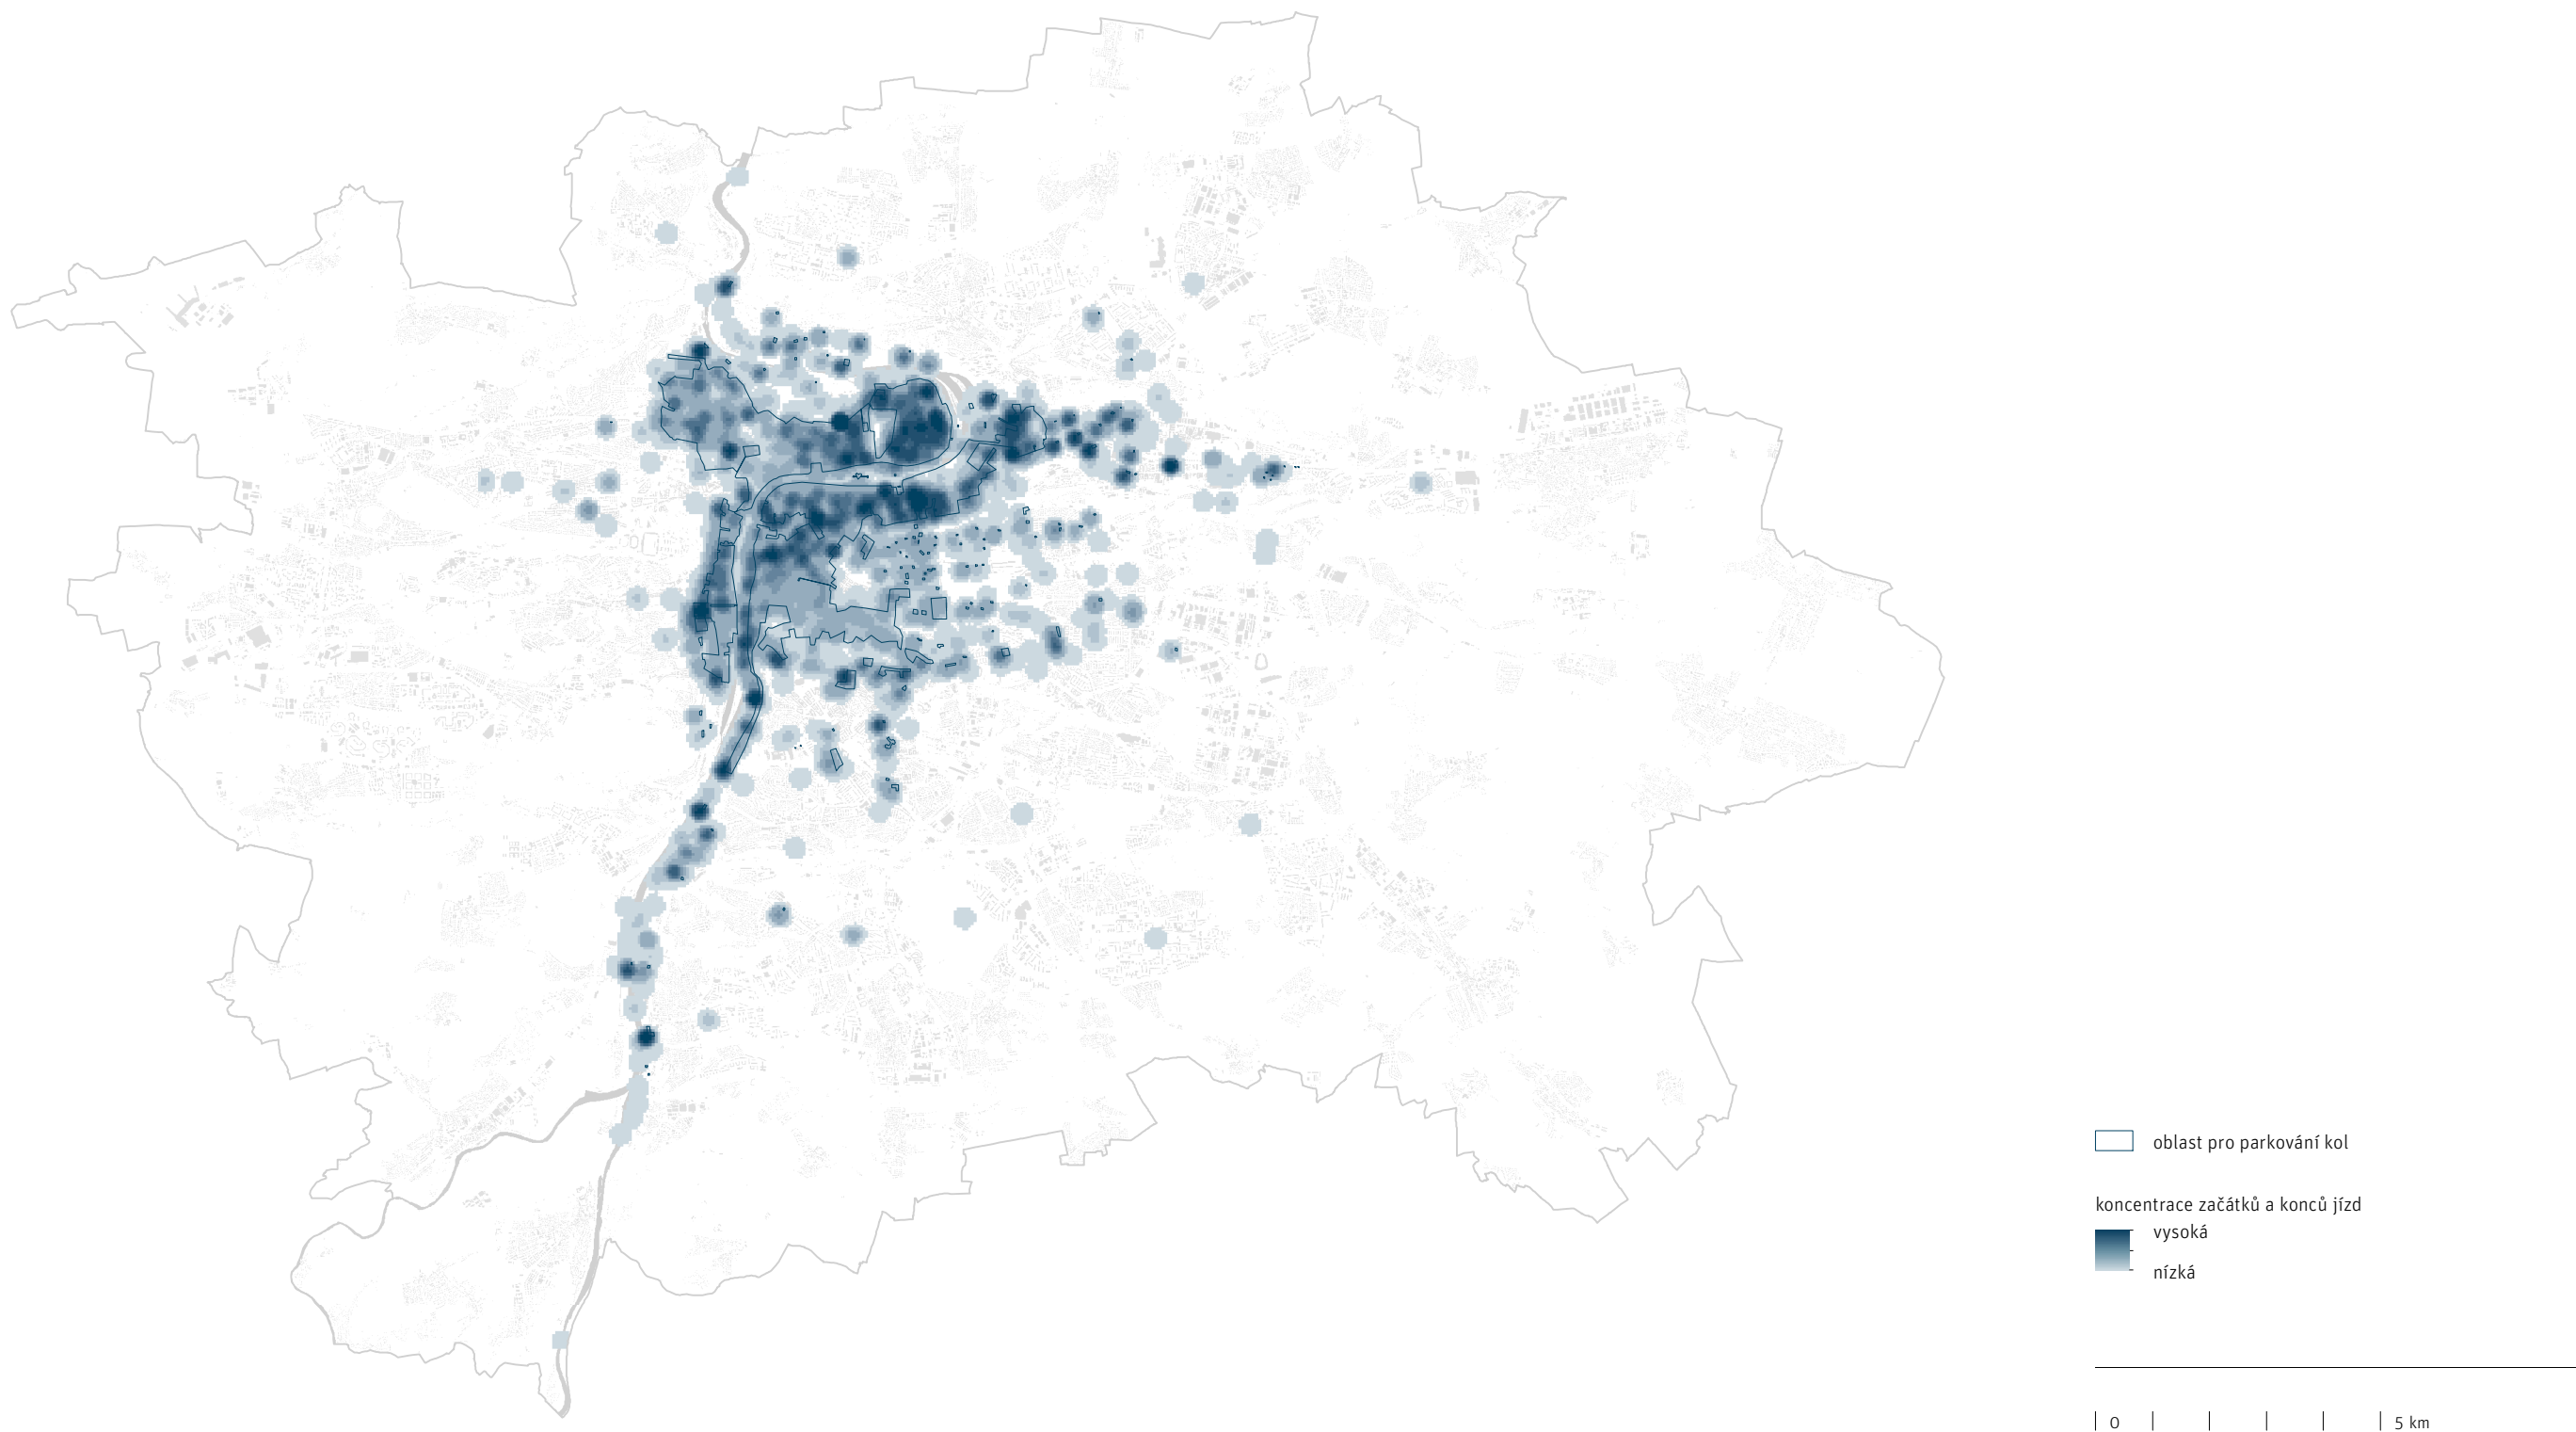 oblast pro parkování kol
koncentrace začátků a konců jízd
vysoká
nízká
0
5 km